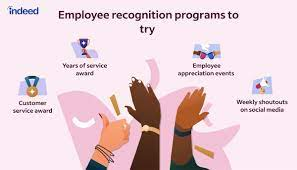 indeed
Employee recognition programs to
try
Years of service
award
Employee
appreciation events
Customer
service award
Weekly shoutouts
on social media